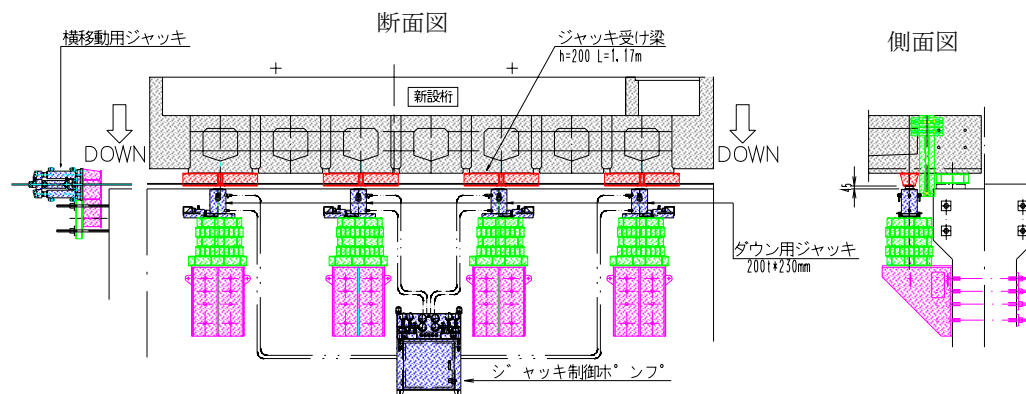 断面図
側面図
横移動用ジャッキ
ジャッキ受け梁
h=200 L=1.17m
新設桁
DOWN
DOWN
45
ダウン用ジャッキ
200t*230mm
ジャッキ制御ポンプ